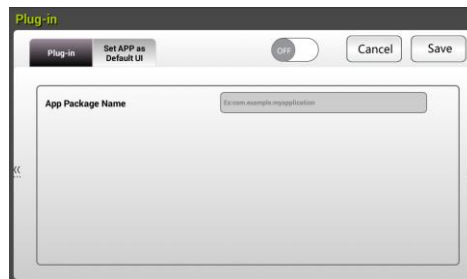 Plug-in
Plug-in
Set APP as
Default UI
OFF
Cancel
Save
App Package Name
Ex:com.example.myapplication
«